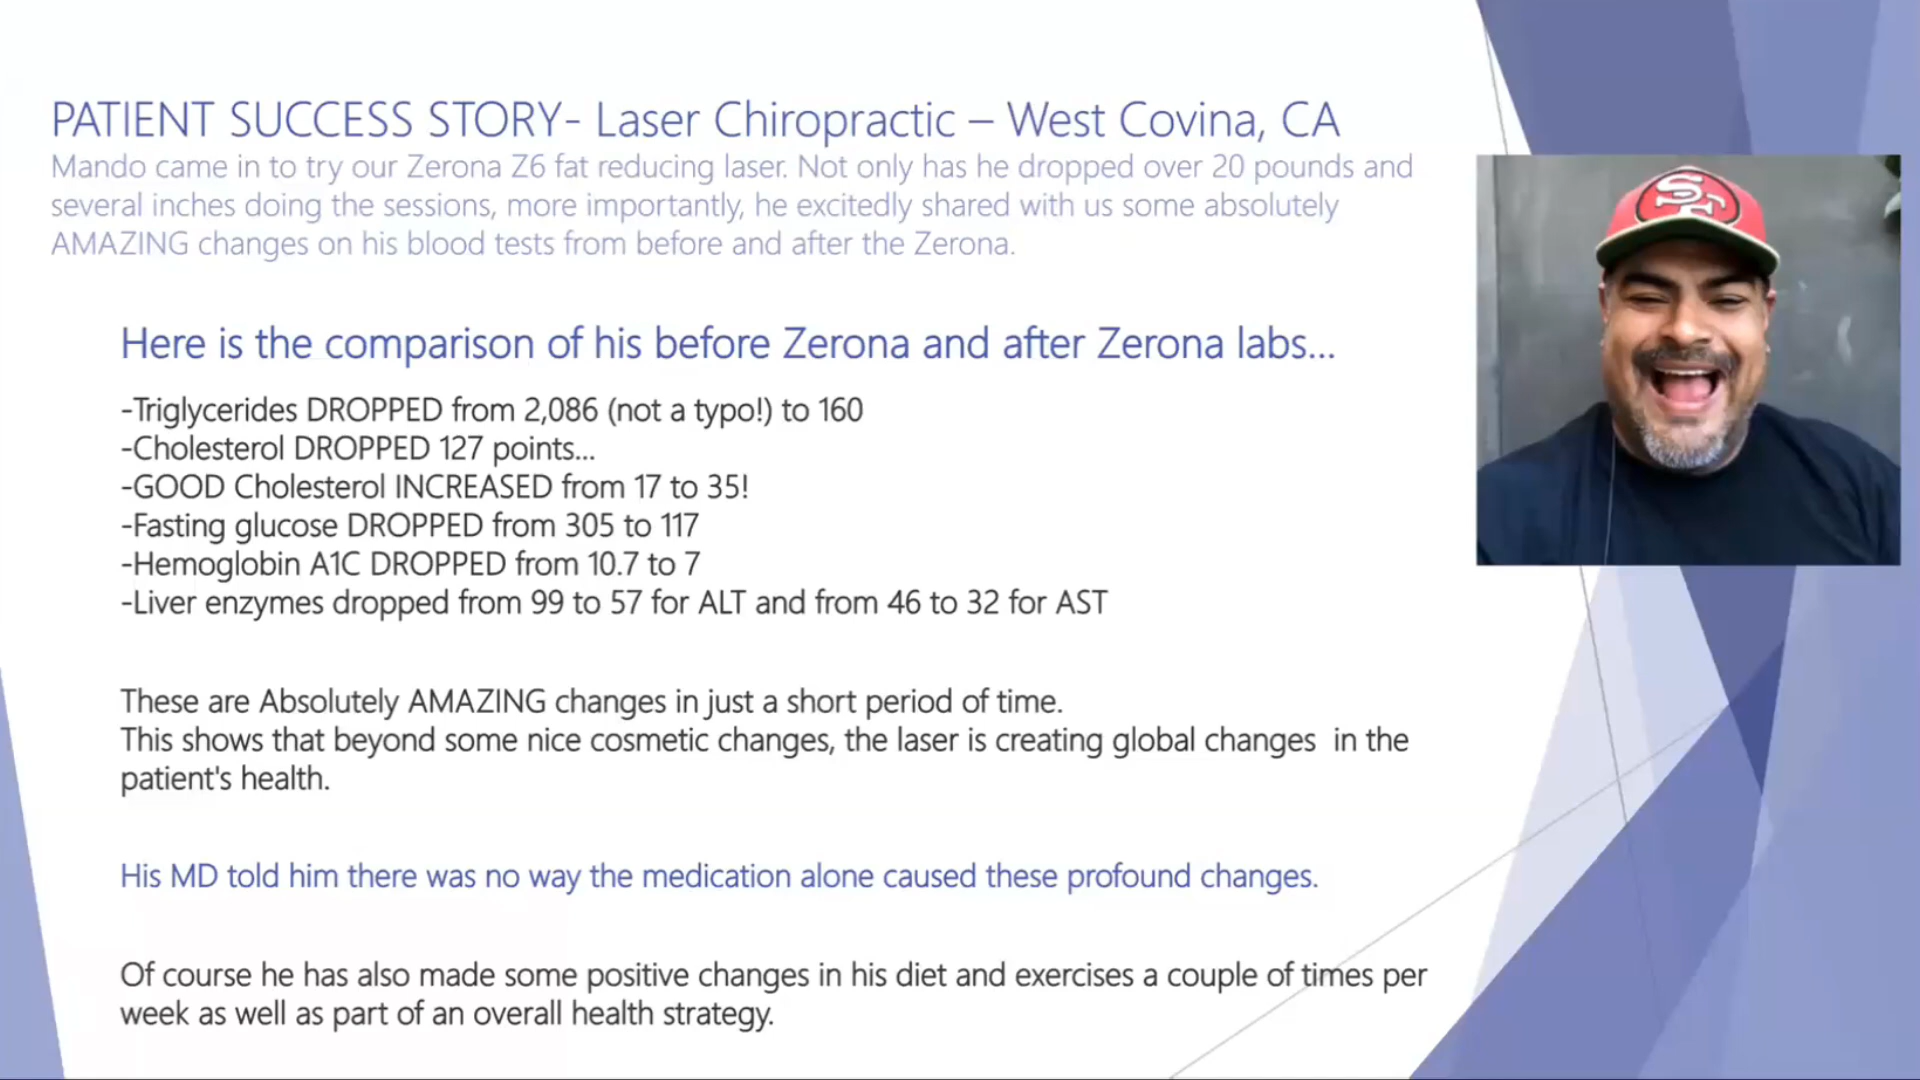 PATIENT SUCCESS STORY- Laser Chiropractic – West Covina, CA
Mando came in to try our Zerona Z6 fat reducing laser. Not only has he dropped over 20 pounds and
several inches doing the sessions, more importantly, he excitedly shared with us some absolutely
AMAZING changes on his blood tests from before and after the Zerona.
SF
Here is the comparison of his before Zerona and after Zerona labs...
-Triglycerides DROPPED from 2,086 (not a typo!) to 160
-Cholesterol DROPPED 127 points...
-GOOD Cholesterol INCREASED from 17 to 35!
-Fasting glucose DROPPED from 305 to 117
-Hemoglobin A1C DROPPED from 10.7 to 7
-Liver enzymes dropped from 99 to 57 for ALT and from 46 to 32 for AST
These are Absolutely AMAZING changes in just a short period of time.
This shows that beyond some nice cosmetic changes, the laser is creating global changes  in the
patient's health.
His MD told him there was no way the medication alone caused these profound changes.
Of course he has also made some positive changes in his diet and exercises a couple of times per
week as well as part of an overall health strategy.